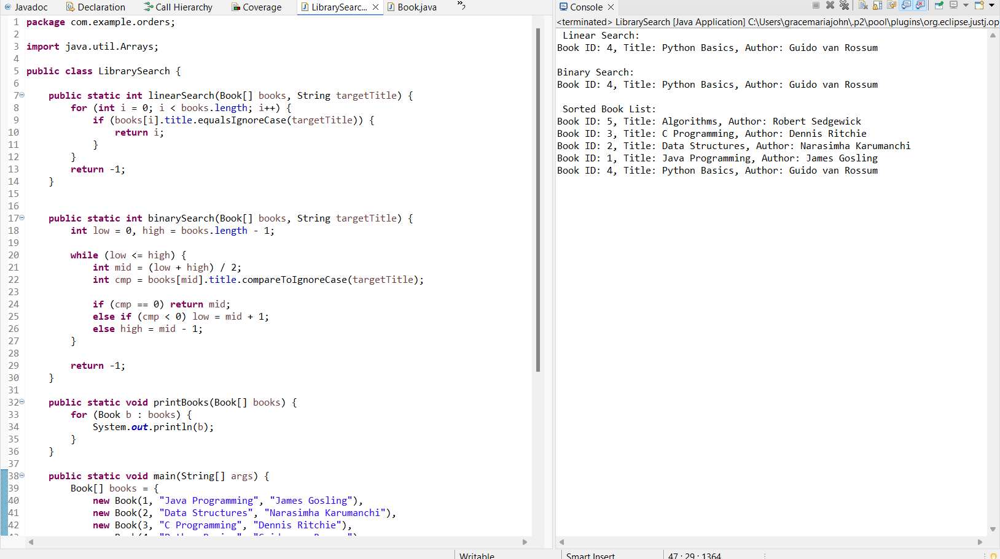 @ Javadoc Declaration Call Hierarchy Coverage LibrarySearc... × Book.java »2
1 package com.example.orders;
2
3 import java.util.Arrays;
4
5 public class LibrarySearch {
6
7 public static int linearSearch(Book[] books, String targetTitle) {
8 for (int i = 0; i < books.length; i++) {
9 if (books[i].title.equalsIgnoreCase(targetTitle)) {
10 return i;
11 }
12 }
13 return -1;
14 }
15
16
17 public static int binarySearch(Book[] books, String targetTitle) {
18 int low = 0, high = books.length - 1;
19
20 while (low <= high) {
21 int mid = (low + high) / 2;
22 int cmp = books[mid].title.compareToIgnoreCase(targetTitle);
23
24 if (cmp == 0) return mid;
25 else if (cmp < 0) low = mid + 1;
26 else high = mid - 1;
27 }
28
29 return -1;
30 }
31
32 public static void printBooks(Book[] books) {
33 for (Book b : books) {
34 System.out.println(b);
35 }
36 }
37
38 public static void main(String[] args) {
39 Book[] books = {
40 new Book(1, "Java Programming", "James Gosling"),
41 new Book(2, "Data Structures", "Narasimha Karumanchi"),
42 new Book(3, "C Programming", "Dennis Ritchie"),
Console ×
<terminated> LibrarySearch [Java Application] C:\Users\gracemariajohn\.p2\pool\plugins\org.eclipse.justj.op
Linear Search:
Book ID: 4, Title: Python Basics, Author: Guido van Rossum
Binary Search:
Book ID: 4, Title: Python Basics, Author: Guido van Rossum
Sorted Book List:
Book ID: 5, Title: Algorithms, Author: Robert Sedgewick
Book ID: 3, Title: C Programming, Author: Dennis Ritchie
Book ID: 2, Title: Data Structures, Author: Narasimha Karumanchi
Book ID: 1, Title: Java Programming, Author: James Gosling
Book ID: 4, Title: Python Basics, Author: Guido van Rossum
Writable Smart Insert 47 : 29 : 1364